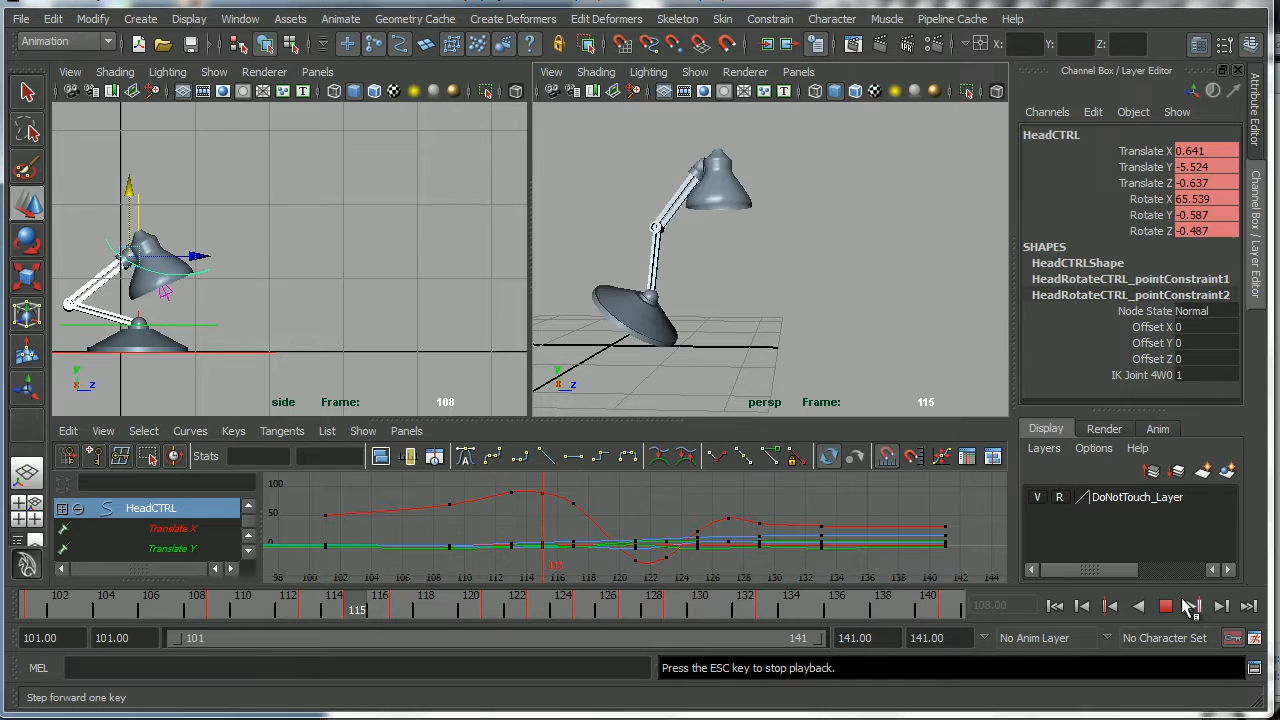 File Edit Modify Create Display Window Assets Animate Geometry Cache Create Deformers Edit Deformers Skeleton Skin Constrain Character Muscle Pipeline Cache Help
Animation X: Y: Z:
View Shading Lighting Show Renderer Panels
View Shading Lighting Show Renderer Panels
Channel Box / Layer Editor
Channels Edit Object Show
HeadCTRL
Translate X 0.641
Translate Y -5.524
Translate Z -0.637
Rotate X 65.539
Rotate Y -0.587
Rotate Z -0.487
SHAPES
HeadCTRLShape
HeadRotateCTRL_pointConstraint1
HeadRotateCTRL_pointConstraint2
Node State Normal
Offset X 0
Offset Y 0
Offset Z 0
IK Joint 4W0 1
Attribute Editor
Channel Box / Layer Editor
y
x z
side Frame: 108
y
x z
persp Frame: 115
Edit View Select Curves Keys Tangents List Show Panels
Stats
HeadCTRL
Translate X
Translate Y
100
50
0
115
98 100 102 104 106 108 110 112 114 116 118 120 122 124 126 128 130 132 134 136 138 140 142 144
Display Render Anim
Layers Options Help
V R DoNotTouch_Layer
102 104 106 108 110 112 114 116 118 120 122 124 126 128 130 132 134 136 138 140
115
108.00
101.00 101.00 101 141 141.00 141.00 No Anim Layer No Character Set
MEL Press the ESC key to stop playback.
Step forward one key